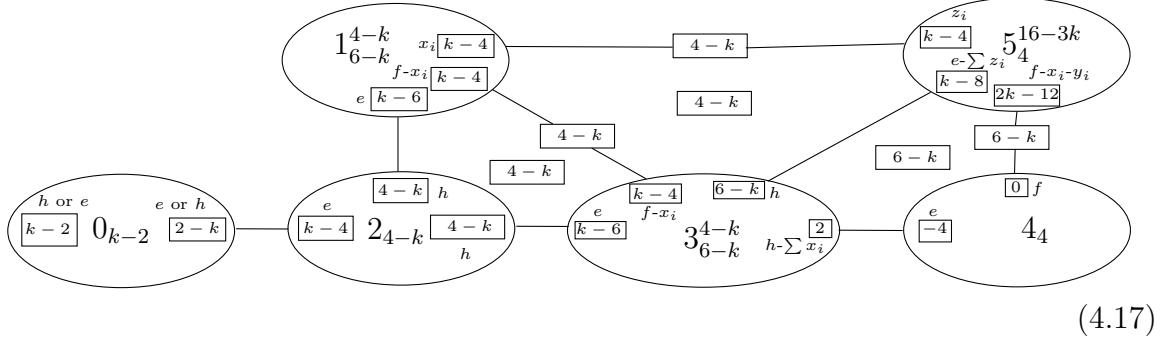 z_i
1^{4-k}_{6-k}
x_i
k − 4
4 − k
k − 4
5^{16−3k}_4
f-x_i
k − 4
e-∑ z_i
k − 8
f-x_i-y_i
2k − 12
e
k − 6
4 − k
4 − k
6 − k
4 − k
6 − k
h or e
k − 2
0_{k−2}
e or h
2 − k
4 − k
h
e
k − 4
2_{4−k}
4 − k
h
k − 4
f-x_i
6 − k
h
e
k − 6
3^{4−k}_{6−k}
2
h-∑ x_i
0
f
e
−4
4_4
(4.17)